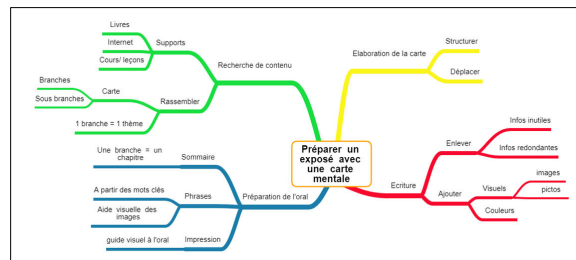 Livres
Internet
Cours/ leçons
Supports
Recherche de contenu
Branches
Sous branches
Carte
Rassembler
1 branche = 1 thème
Elaboration de la carte
Structurer
Déplacer
Préparer un
exposé avec
une carte
mentale
Une branche = un
chapitre
Sommaire
A partir des mots clés
Phrases
Aide visuelle des
images
Préparation de l'oral
guide visuel à l'oral
Impression
Ecriture
Enlever
Infos inutiles
Infos redondantes
Ajouter
Visuels
images
pictos
Couleurs